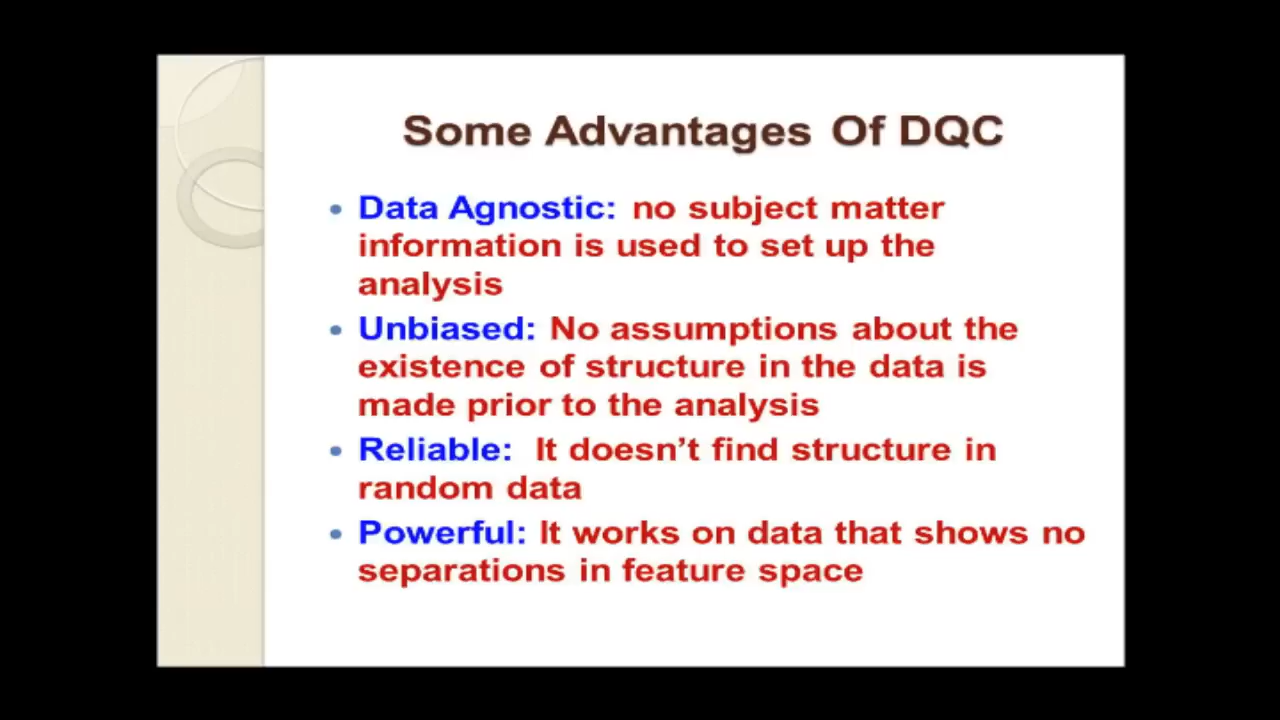 Some Advantages Of DQC
• Data Agnostic: no subject matter
information is used to set up the
analysis
• Unbiased: No assumptions about the
existence of structure in the data is
made prior to the analysis
• Reliable: It doesn’t find structure in
random data
• Powerful: It works on data that shows no
separations in feature space